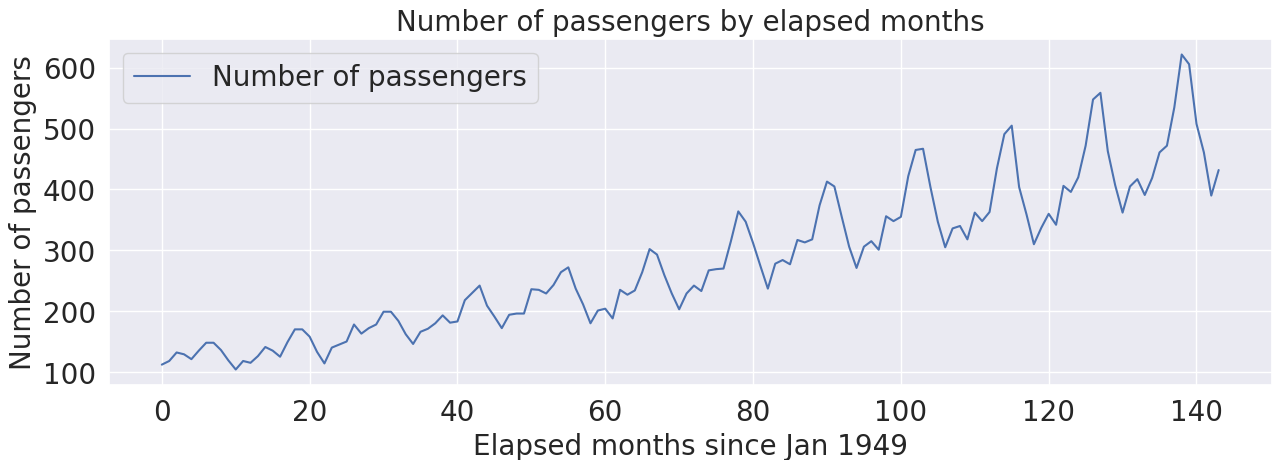 Number of passengers by elapsed months
Number of passengers
Number of passengers
600
500
400
300
200
100
0 20 40 60 80 100 120 140
Elapsed months since Jan 1949